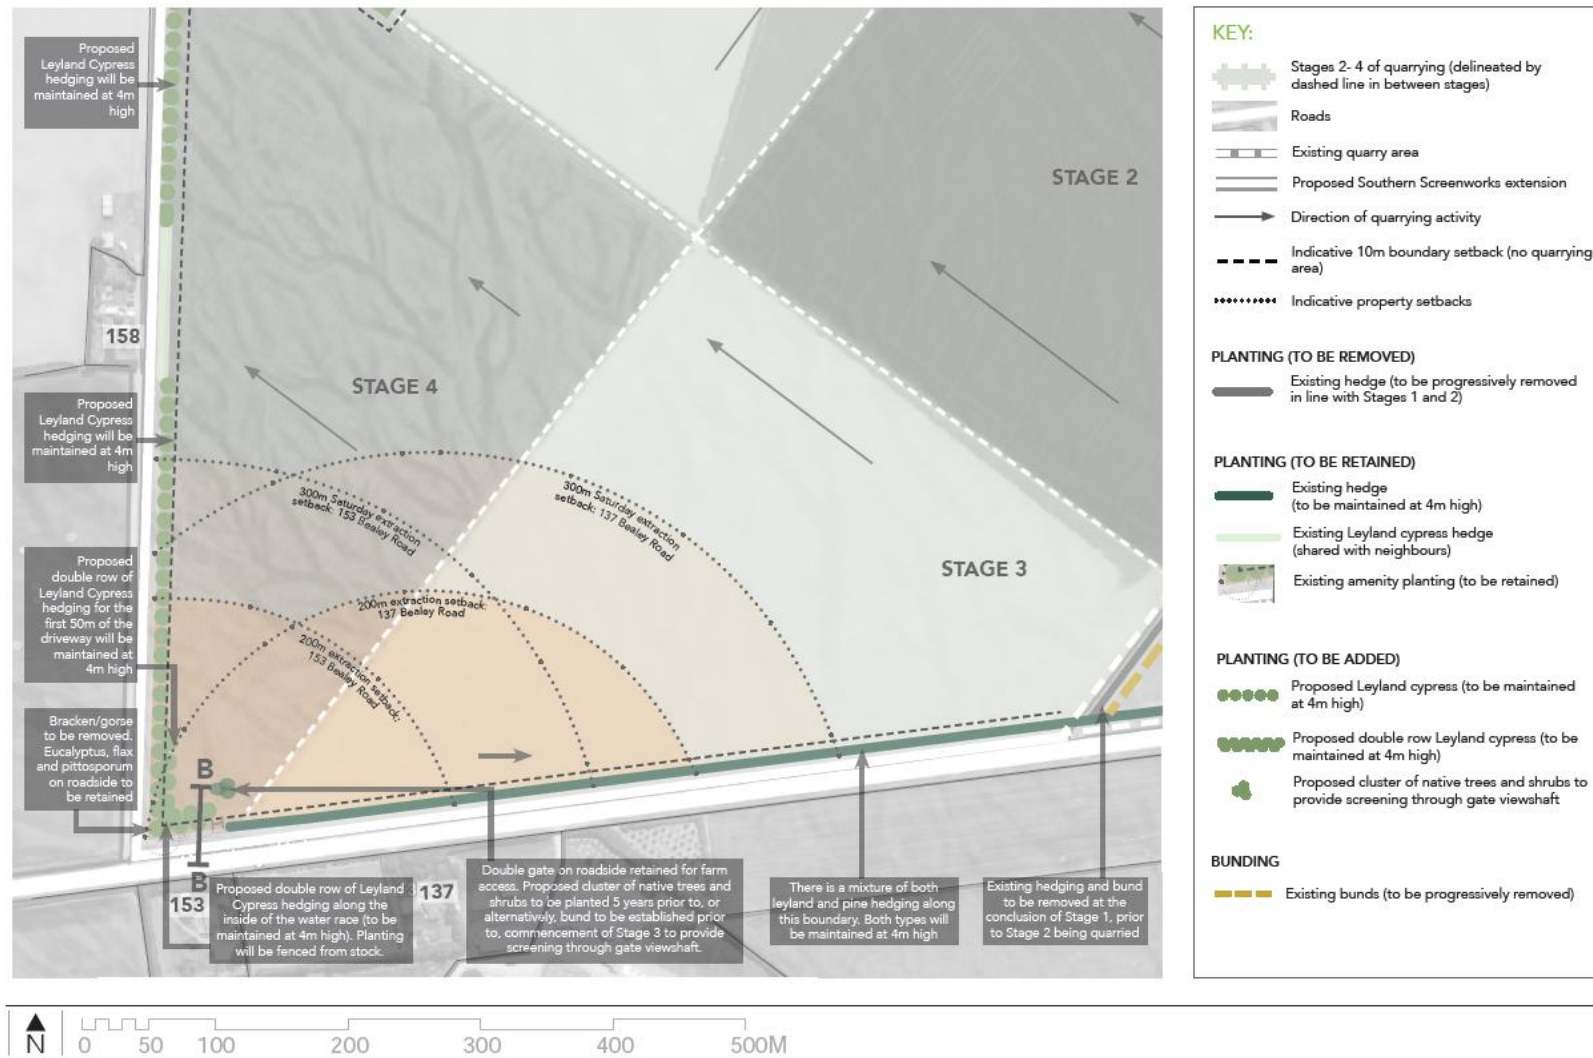 Proposed
Leyland Cypress
hedging will be
maintained at 4m
high
STAGE 2
158
STAGE 4
Proposed
Leyland Cypress
hedging will be
maintained at 4m
high
300m Saturday extraction
setback: 153 Bealey Road
300m Saturday extraction
setback: 137 Bealey Road
STAGE 3
Proposed
double row of
Leyland Cypress
hedging for the
first 50m of the
driveway will be
maintained at
4m high
200m extraction setback:
137 Bealey Road
200m extraction setback:
153 Bealey Road
Bracken/gorse
to be removed.
Eucalyptus, flax
and pittosporum
on roadside to
be retained
B
B
153
Proposed double row of Leyland
Cypress hedging along the
inside of the water race (to be
maintained at 4m high). Planting
will be fenced from stock.
137
Double gate on roadside retained for farm
access. Proposed cluster of native trees and
shrubs to be planted 5 years prior to, or
alternatively, bund to be established prior
to, commencement of Stage 3 to provide
screening through gate viewshaft.
There is a mixture of both
leyland and pine hedging along
this boundary. Both types will
be maintained at 4m high
Existing hedging and bund
to be removed at the
conclusion of Stage 1, prior
to Stage 2 being quarried
KEY:
Stages 2- 4 of quarrying (delineated by
dashed line in between stages)
Roads
Existing quarry area
Proposed Southern Screenworks extension
Direction of quarrying activity
Indicative 10m boundary setback (no quarrying
area)
Indicative property setbacks
PLANTING (TO BE REMOVED)
Existing hedge (to be progressively removed
in line with Stages 1 and 2)
PLANTING (TO BE RETAINED)
Existing hedge
(to be maintained at 4m high)
Existing Leyland cypress hedge
(shared with neighbours)
Existing amenity planting (to be retained)
PLANTING (TO BE ADDED)
Proposed Leyland cypress (to be maintained
at 4m high)
Proposed double row Leyland cypress (to be
maintained at 4m high)
Proposed cluster of native trees and shrubs to
provide screening through gate viewshaft
BUNDING
Existing bunds (to be progressively removed)
N
0 50 100 200 300 400 500M